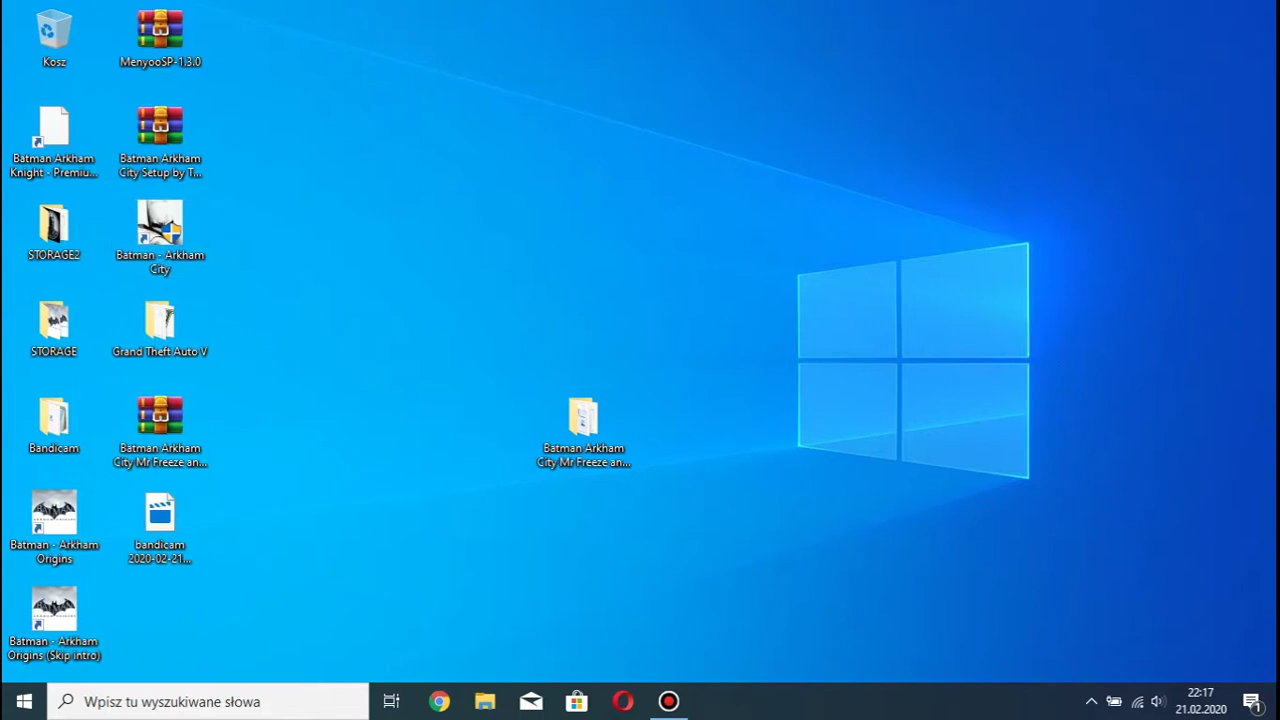 Kosz
MenyooSP-1.3.0
Batman Arkham
Knight - Premiu...
Batman Arkham
City Setup by T...
STORAGE2
Batman - Arkham
City
STORAGE
Grand Theft Auto V
Bandicam
Batman Arkham
City Mr Freeze an...
Batman Arkham
City Mr Freeze an...
Batman - Arkham
Origins
bandicam
2020-02-21...
Batman - Arkham
Origins (Skip intro)
Wpisz tu wyszukiwane słowa
22:17
21.02.2020
1